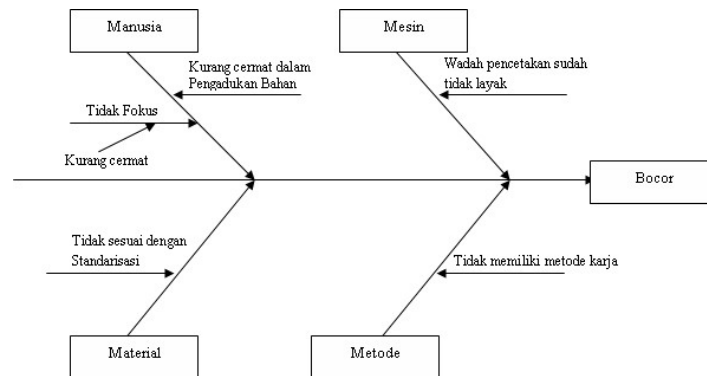 Manusia
Mesin
Kurang cermat dalam
Pengadukan Bahan
Wadah pencetakan sudah
tidak layak
Tidak Fokus
Kurang cermat
Bocor
Tidak sesuai dengan
Standarisasi
Tidak memiliki metode karja
Material
Metode